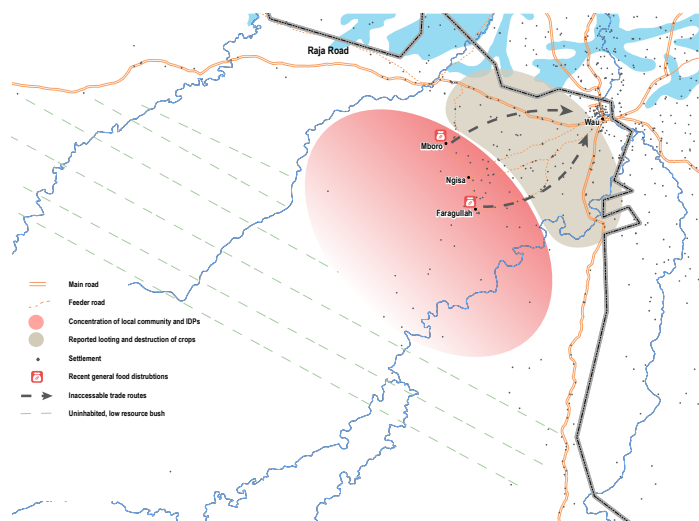 Raja Road
Wau
Mboro
Ngisa
Faragullah
Main road
Feeder road
Concentration of local community and IDPs
Reported looting and destruction of crops
Settlement
Recent general food distrubtions
Inaccessable trade routes
Uninhabited, low resource bush